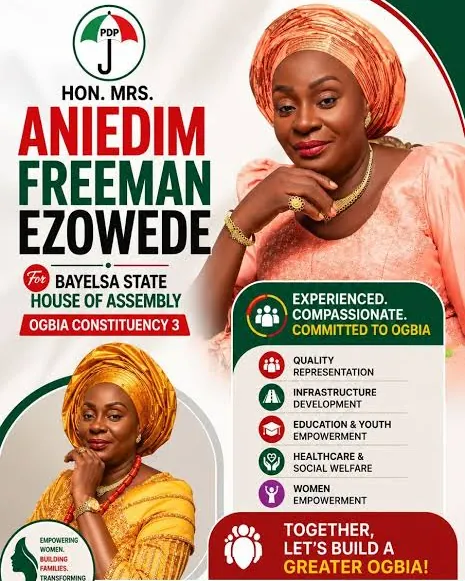 PDP
HON. MRS.
ANIEDIM
FREEMAN
EZOWEDE
For BAYELSA STATE
HOUSE OF ASSEMBLY
OGBIA CONSTITUENCY 3
EXPERIENCED.
COMPASSIONATE.
COMMITTED TO OGBIA
QUALITY
REPRESENTATION
INFRASTRUCTURE
DEVELOPMENT
EDUCATION & YOUTH
EMPOWERMENT
HEALTHCARE &
SOCIAL WELFARE
WOMEN
EMPOWERMENT
EMPOWERING
WOMEN.
BUILDING
FAMILIES.
TRANSFORMING
TOGETHER,
LET'S BUILD A
GREATER OGBIA!